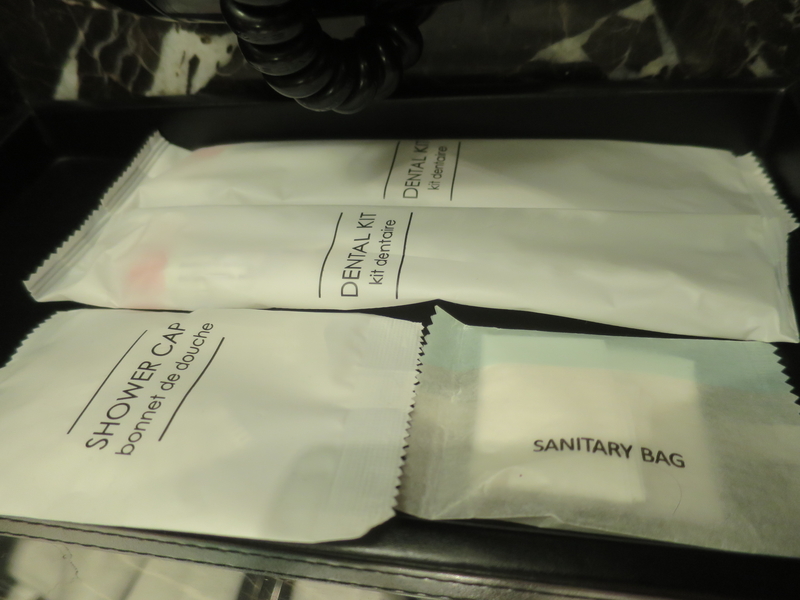 DENTAL KIT
kit dentaire
DENTAL KIT
kit dentaire
SHOWER CAP
bonnet de douche
SANITARY BAG